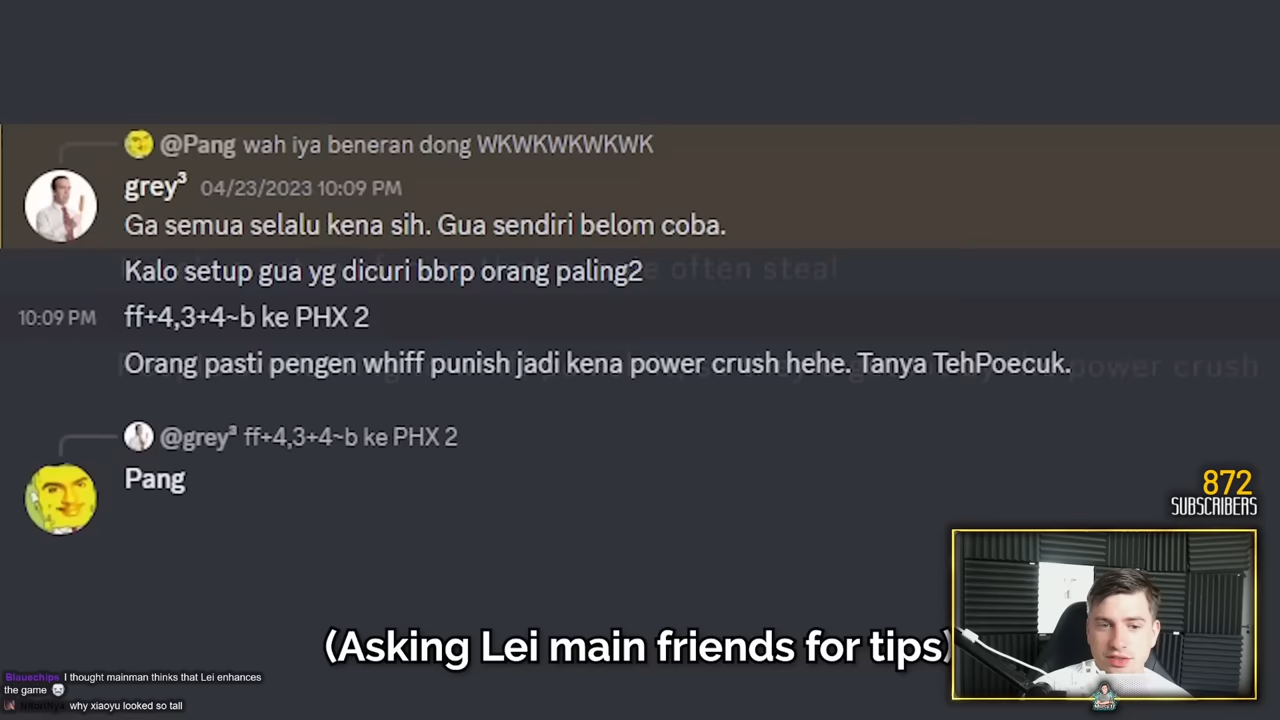 @Pang wah iya beneran dong WKWKWKWKWK
grey³ 04/23/2023 10:09 PM
Ga semua selalu kena sih. Gua sendiri belom coba.
Kalo setup gua yg dicuri bbrp orang paling2
often steal
10:09 PM ff+4,3+4~b ke PHX 2
Orang pasti pengen whiff punish jadi kena power crush hehe. Tanya TehPoecuk.
power crush
@grey³ ff+4,3+4~b ke PHX 2
Pang
872
SUBSCRIBERS
(Asking Lei main friends for tips)
Blauechips I thought mainman thinks that Lei enhances
the game
why xiaoyu looked so tall